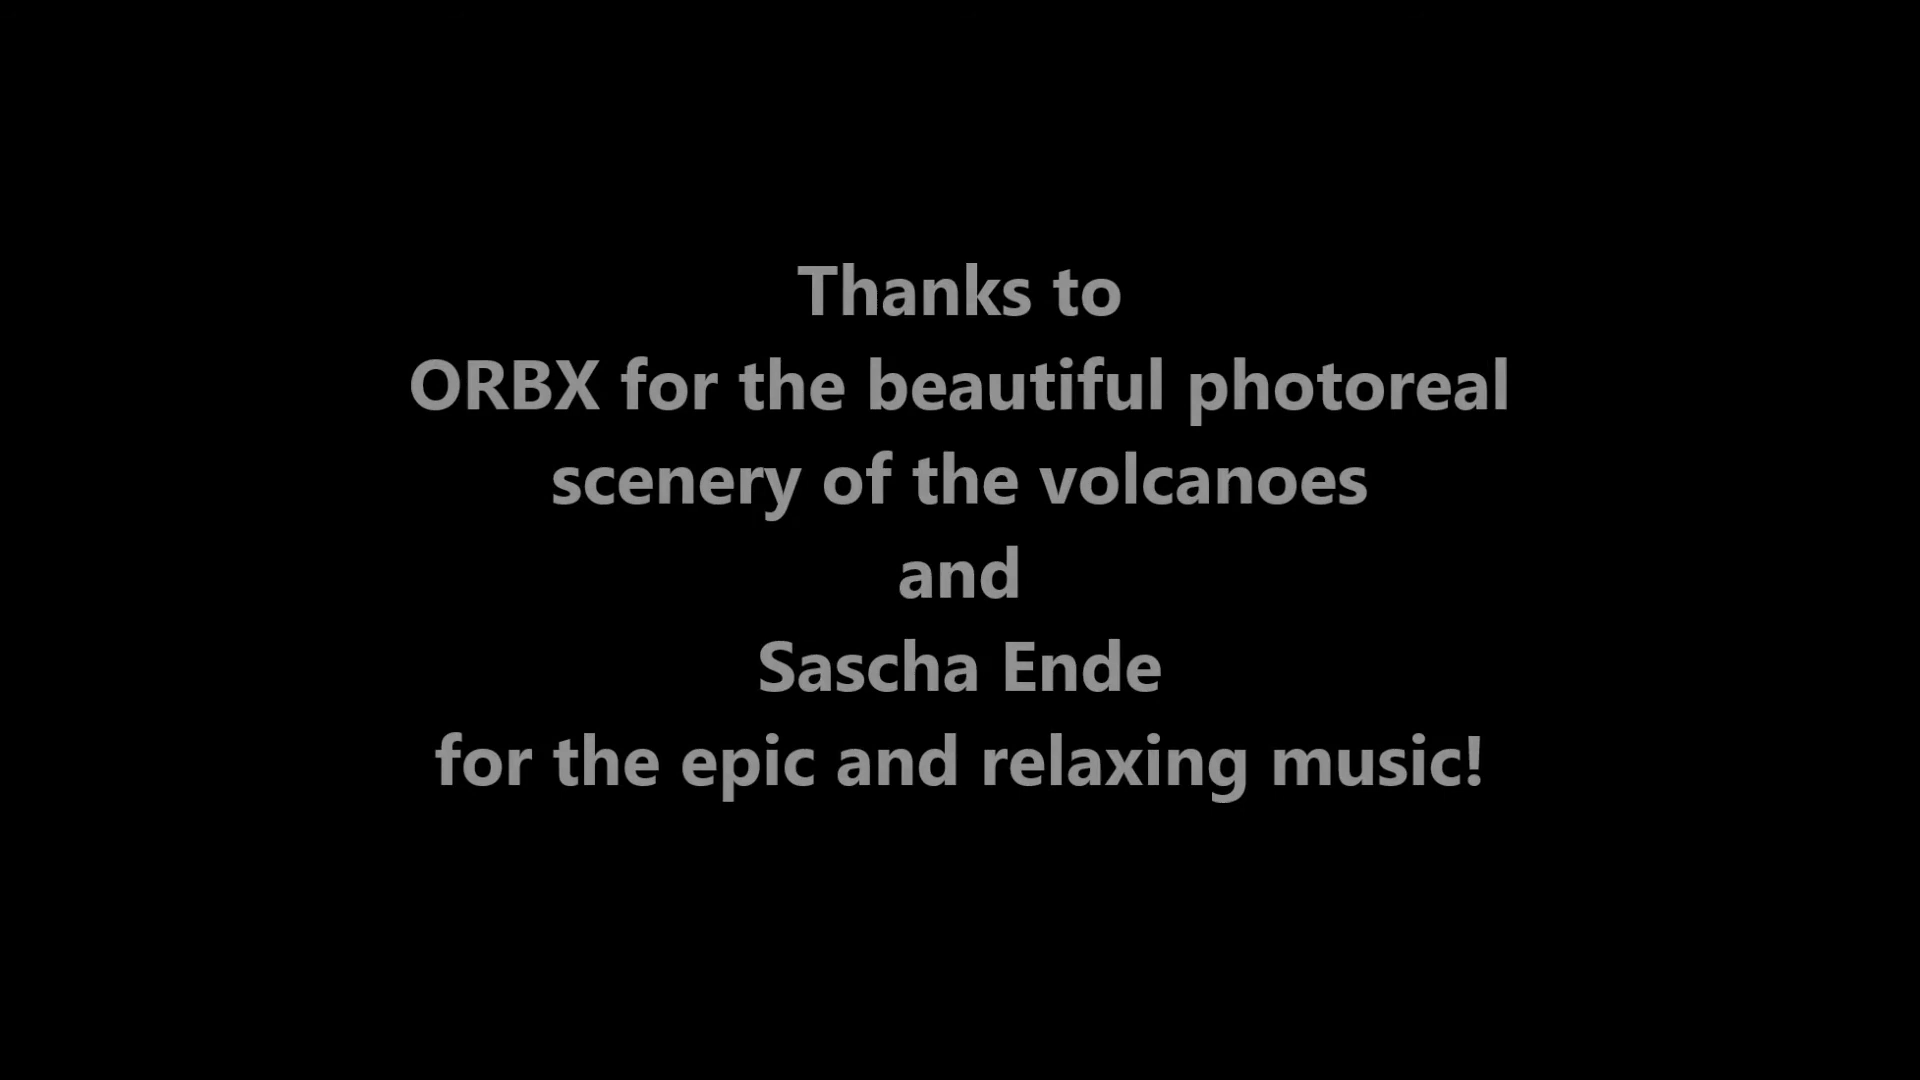 Thanks to
ORBX for the beautiful photoreal
scenery of the volcanoes
and
Sascha Ende
for the epic and relaxing music!